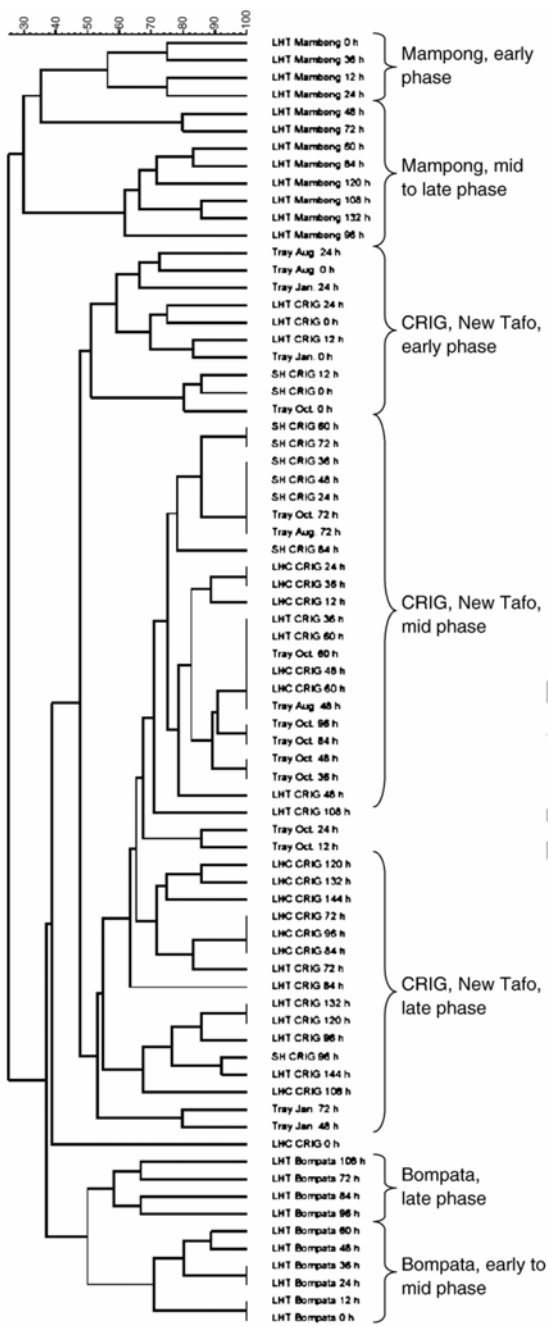 30 40 50 60 70 80 90 100
LHT Mambong 0 h
LHT Mambong 36 h
LHT Mambong 12 h
LHT Mambong 24 h
Mampong, early
phase
LHT Mambong 48 h
LHT Mambong 72 h
LHT Mambong 60 h
LHT Mambong 84 h
LHT Mambong 120 h
LHT Mambong 108 h
LHT Mambong 132 h
LHT Mambong 96 h
Mampong, mid
to late phase
Tray Aug. 24 h
Tray Aug. 0 h
Tray Jan. 24 h
LHT CRIG 24 h
LHT CRIG 0 h
LHT CRIG 12 h
Tray Jan. 0 h
SH CRIG 12 h
SH CRIG 0 h
Tray Oct. 0 h
CRIG, New Tafo,
early phase
SH CRIG 60 h
SH CRIG 72 h
SH CRIG 36 h
SH CRIG 48 h
SH CRIG 24 h
Tray Oct. 72 h
Tray Aug. 72 h
SH CRIG 84 h
LHC CRIG 24 h
LHC CRIG 36 h
LHC CRIG 12 h
LHT CRIG 36 h
LHT CRIG 60 h
Tray Oct. 60 h
LHC CRIG 48 h
LHC CRIG 60 h
Tray Aug. 48 h
Tray Oct. 96 h
Tray Oct. 84 h
Tray Oct. 48 h
Tray Oct. 36 h
LHT CRIG 48 h
LHT CRIG 108 h
CRIG, New Tafo,
mid phase
Tray Oct. 24 h
Tray Oct. 12 h
LHC CRIG 120 h
LHC CRIG 132 h
LHC CRIG 144 h
LHC CRIG 72 h
LHC CRIG 96 h
LHC CRIG 84 h
LHT CRIG 72 h
LHT CRIG 84 h
LHT CRIG 132 h
LHT CRIG 120 h
LHT CRIG 96 h
SH CRIG 96 h
LHT CRIG 144 h
LHC CRIG 108 h
Tray Jan. 72 h
Tray Jan. 48 h
CRIG, New Tafo,
late phase
LHC CRIG 0 h
LHT Bompata 108 h
LHT Bompata 72 h
LHT Bompata 84 h
LHT Bompata 96 h
Bompata,
late phase
LHT Bompata 60 h
LHT Bompata 48 h
LHT Bompata 36 h
LHT Bompata 24 h
LHT Bompata 12 h
LHT Bompata 0 h
Bompata, early to
mid phase